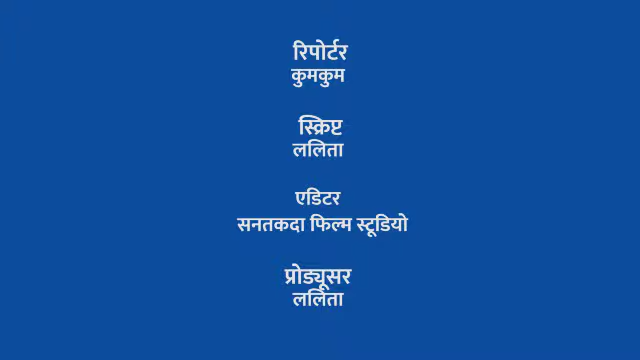 रिपोर्टर
कुमकुम
स्क्रिप्ट
ललिता
एडिटर
सनतकदा फिल्म स्टूडियो
प्रोड्यूसर
ललिता